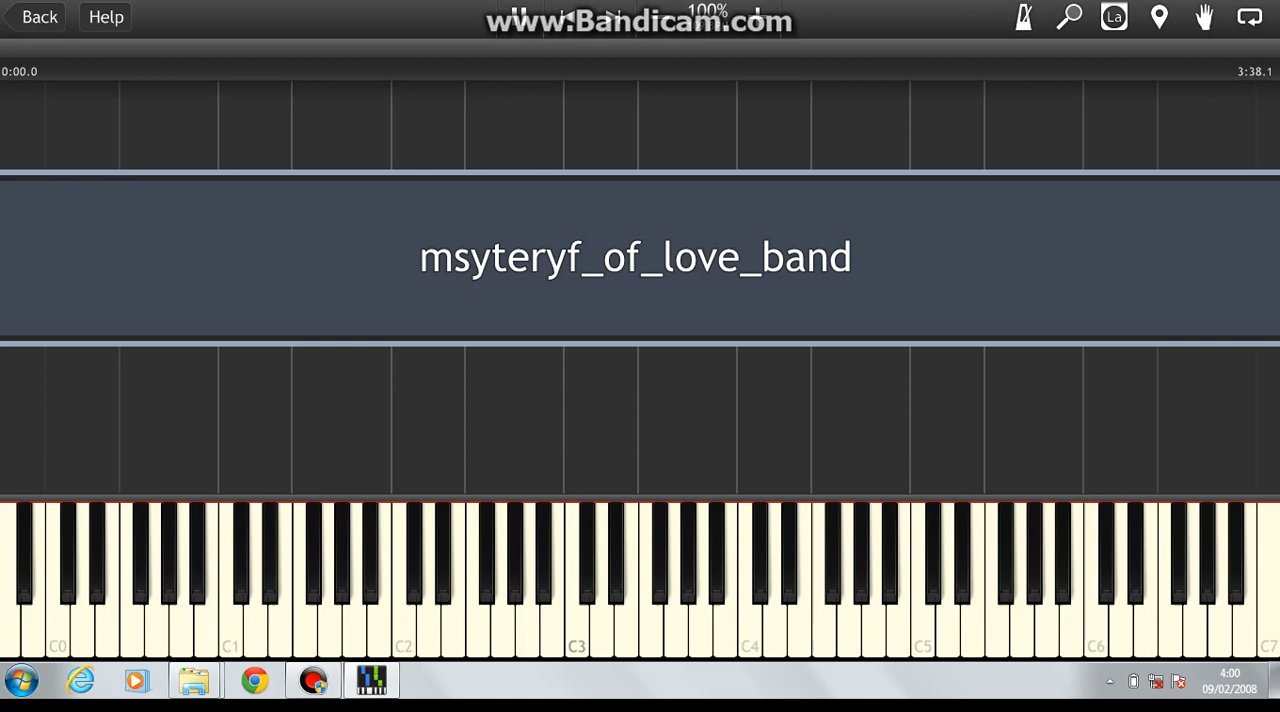 Back Help www.Bandicam.com 100% La
0:00.0 3:38.1
msyteryf_of_love_band
C0 C1 C2 C3 C4 C5 C6 C7
4:00
09/02/2008